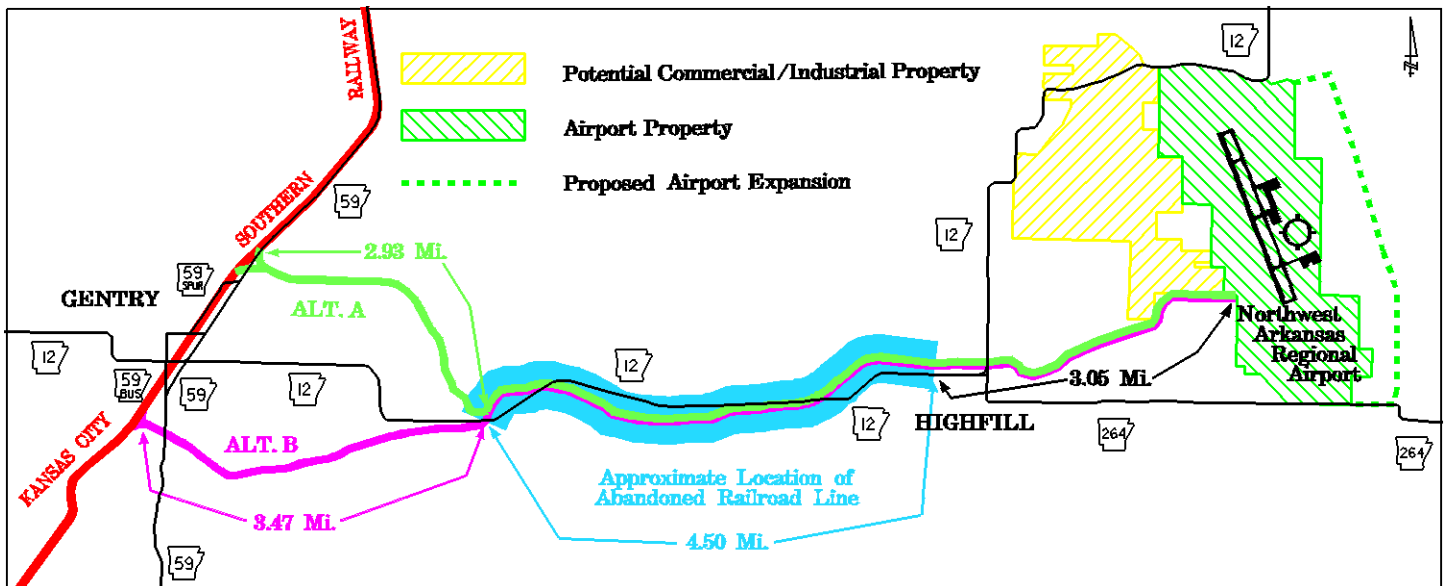 12
RAILWAY
Potential Commercial/Industrial Property
N
Airport Property
Proposed Airport Expansion
59
SOUTHERN
12
2.93 Mi.
59
SPUR
GENTRY
ALT. A
Northwest
Arkansas
Regional
Airport
12
59
BUS
59
12
12
3.05 Mi.
12
HIGHFILL
264
264
ALT. B
KANSAS CITY
Approximate Location of
Abandoned Railroad Line
3.47 Mi.
4.50 Mi.
59